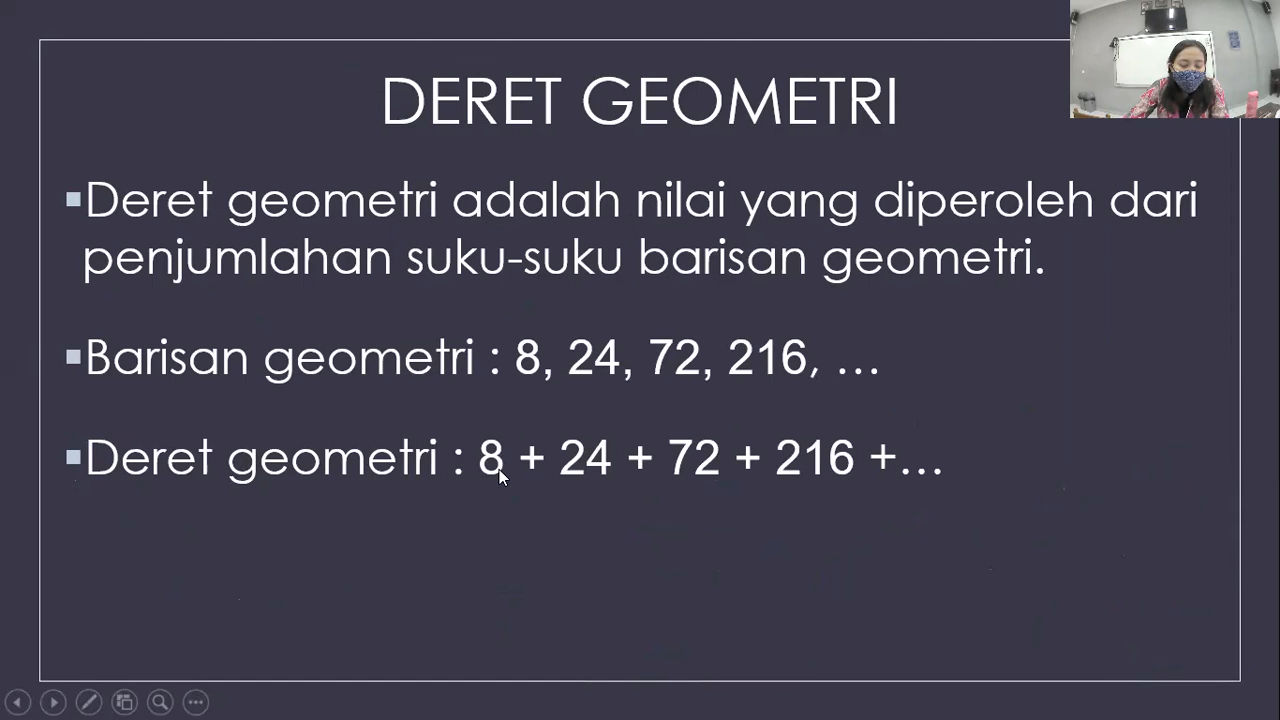 DERET GEOMETRI
▪Deret geometri adalah nilai yang diperoleh dari
penjumlahan suku-suku barisan geometri.
▪Barisan geometri : 8, 24, 72, 216, …
▪Deret geometri : 8 + 24 + 72 + 216 +…